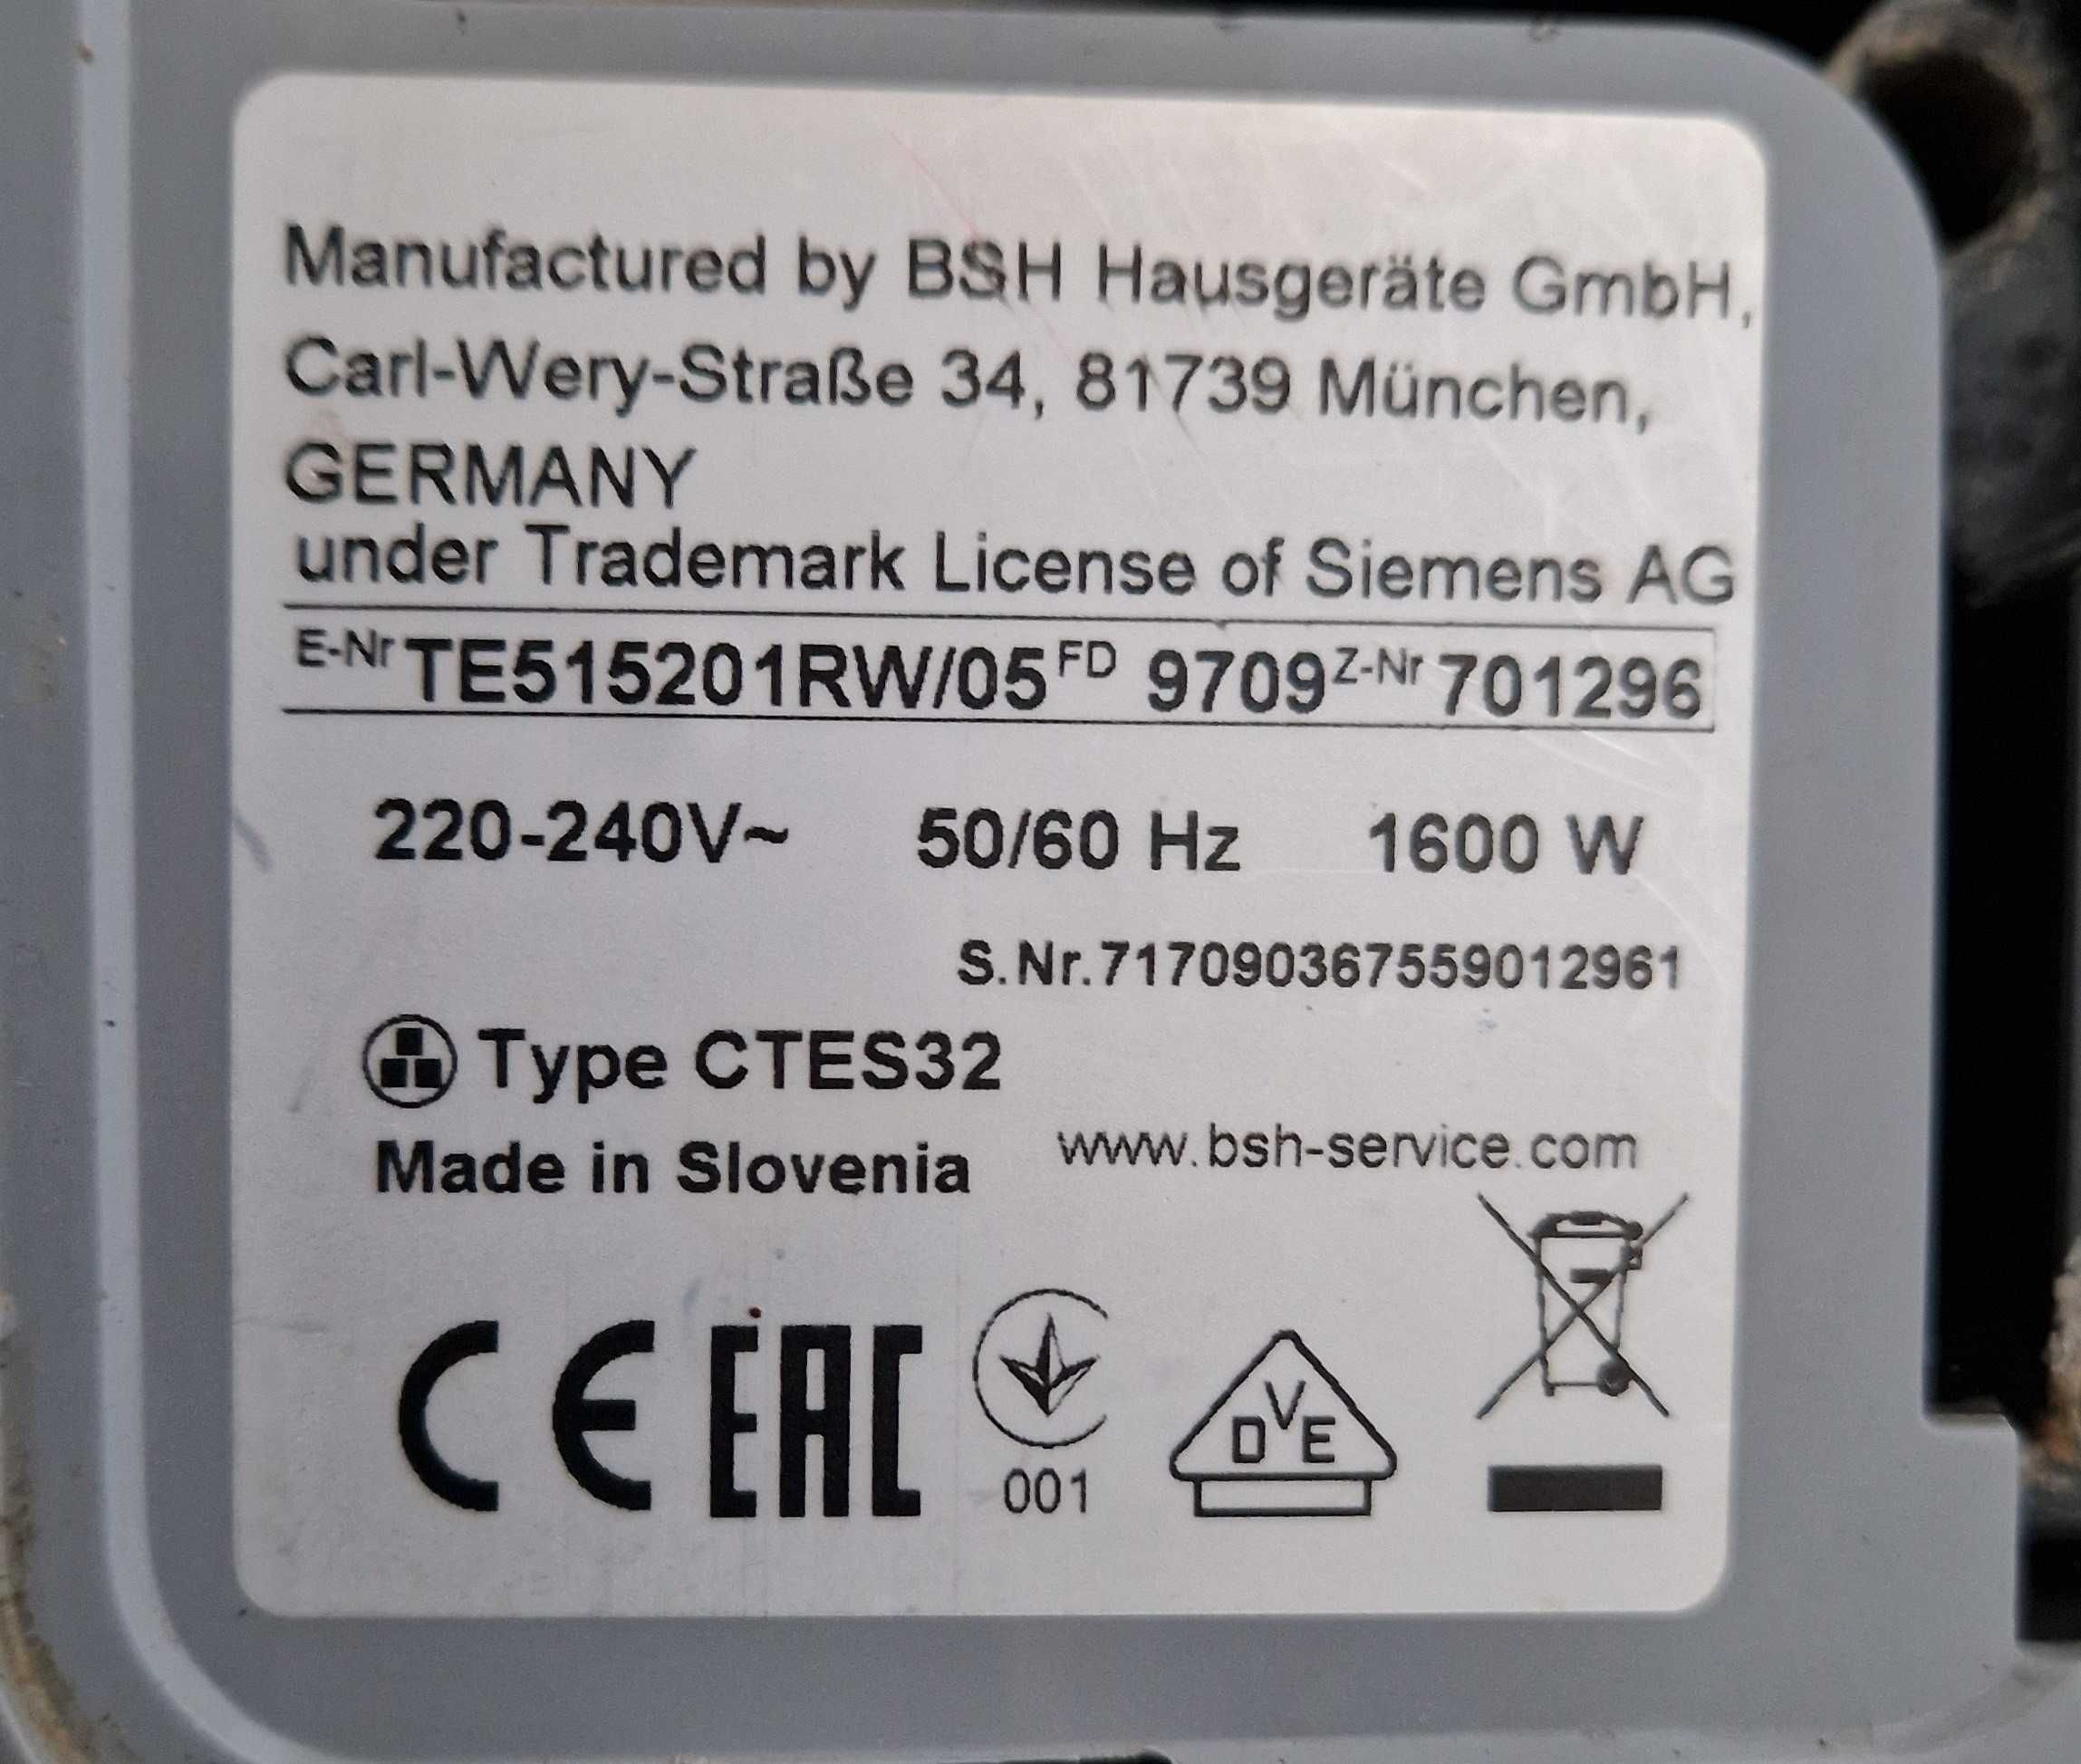 Manufactured by BSH Hausgeräte GmbH,
Carl-Wery-Straße 34, 81739 München,
GERMANY
under Trademark License of Siemens AG
E-Nr TE515201RW/05 FD 9709 Z-Nr 701296
220-240V~ 50/60 Hz 1600 W
S.Nr.717090367559012961
Type CTES32
Made in Slovenia www.bsh-service.com
CE EAC 001 DVE